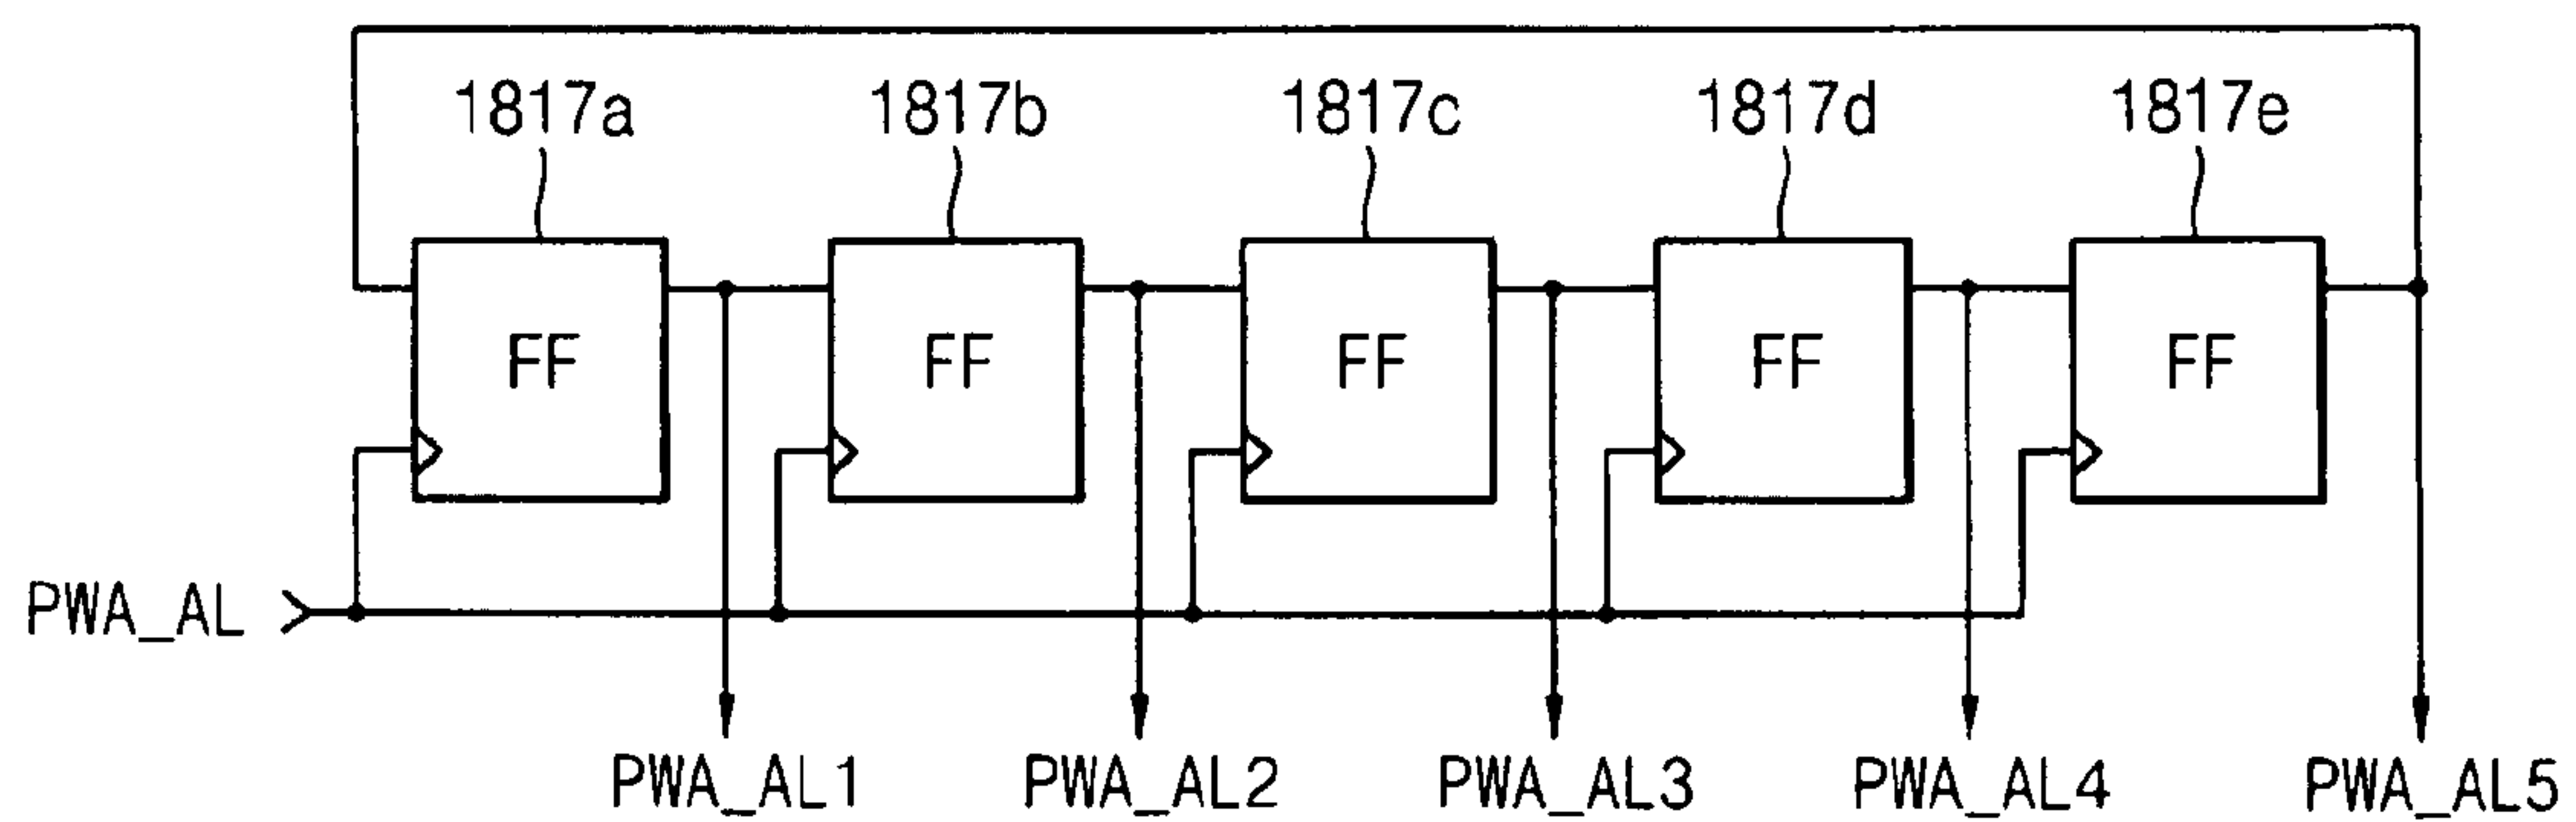 1817a 1817b 1817c 1817d 1817e
FF FF FF FF FF
PWA_AL
PWA_AL1 PWA_AL2 PWA_AL3 PWA_AL4 PWA_AL5